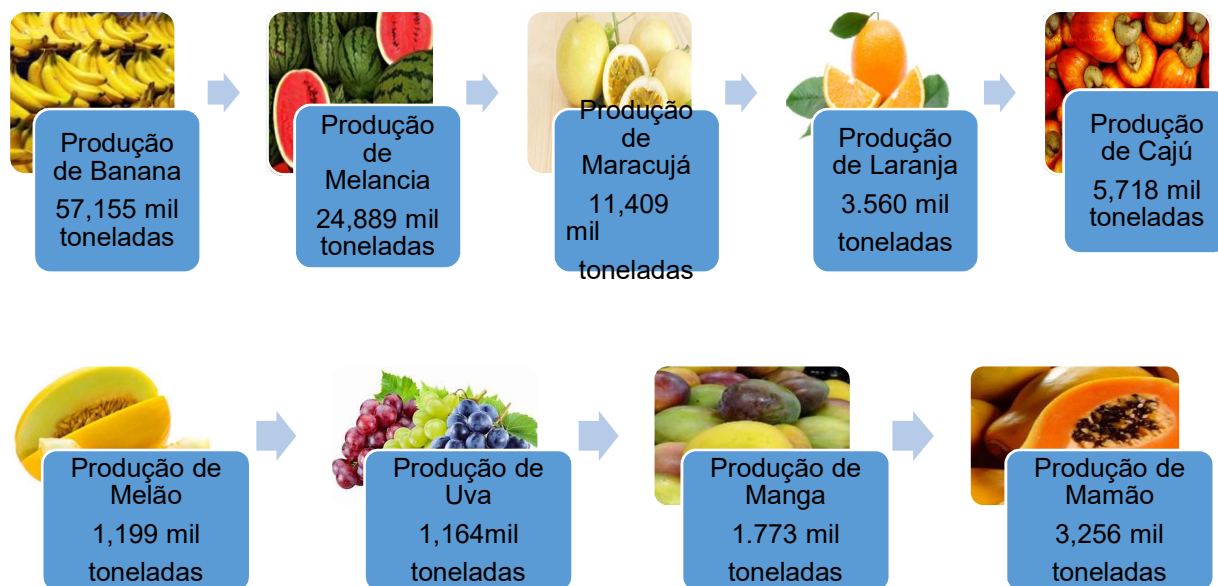 Produção
de Banana
57,155 mil
toneladas
Produção
de
Melancia
24,889 mil
toneladas
Produção
de
Maracujá
11,409
mil
toneladas
Produção
de Laranja
3.560 mil
toneladas
Produção
de Cajú
5,718 mil
toneladas
Produção de
Melão
1,199 mil
toneladas
Produção de
Uva
1,164mil
toneladas
Produção de
Manga
1.773 mil
toneladas
Produção de
Mamão
3,256 mil
toneladas